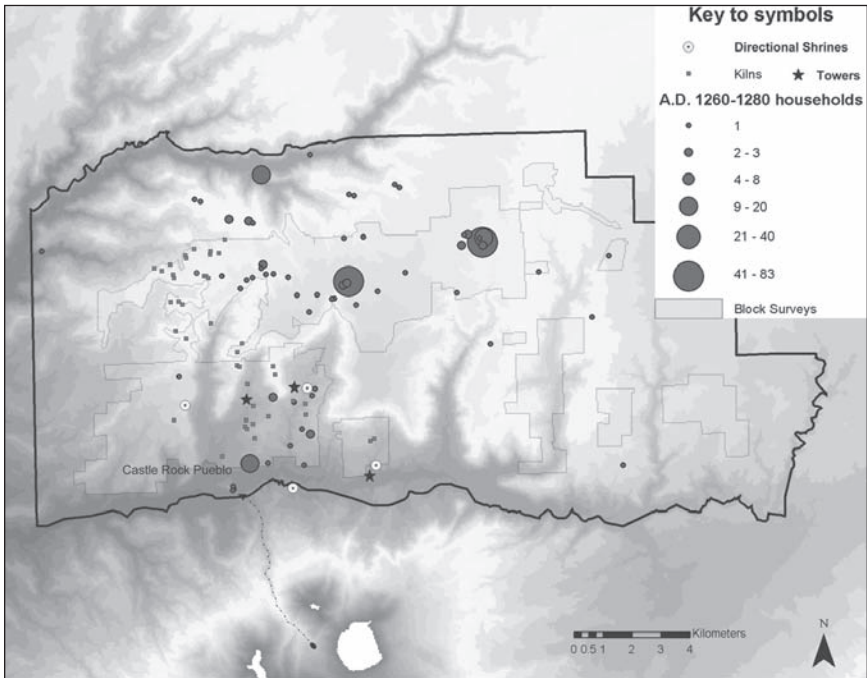 Key to symbols
Directional Shrines
Kilns Towers
A.D. 1260-1280 households
1
2 - 3
4 - 8
9 - 20
21 - 40
41 - 83
Block Surveys
Castle Rock Pueblo
N
Kilometers
0 0.5 1 2 3 4